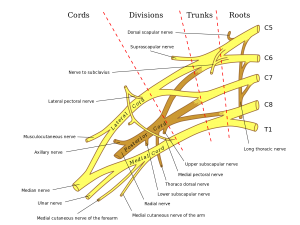 Cords Divisions Trunks Roots
Dorsal scapular nerve
C5
Suprascapular nerve
C6
Nerve to subclavius
C7
Lateral pectoral nerve
C8
Lateral Cord
T1
Posterior Cord
Musculocutaneous nerve
Long thoracic nerve
Axillary nerve
Medial Cord
Upper subscapular nerve
Medial pectoral nerve
Thoraco dorsal nerve
Median nerve
Lower subscapular nerve
Ulnar nerve
Radial nerve
Medial cutaneous nerve of the forearm
Medial cutaneous nerve of the arm